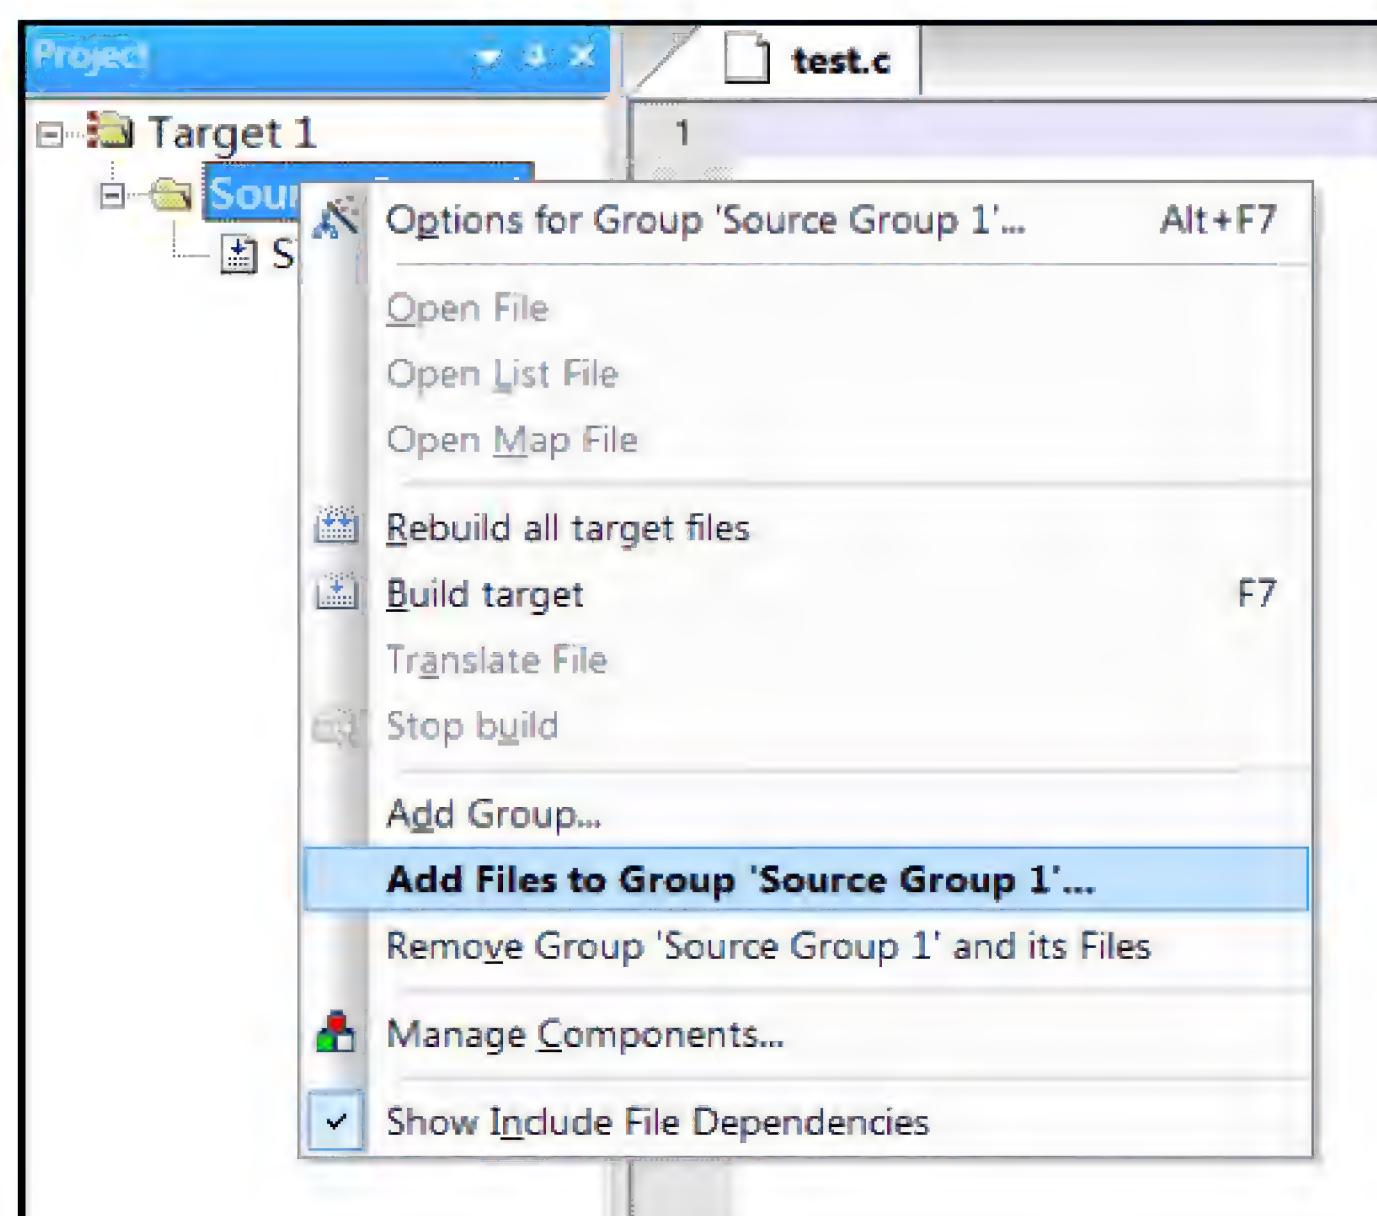 Project
test.c
Target 1
1
Sour
S
Options for Group 'Source Group 1'... Alt+F7
Open File
Open List File
Open Map File
Rebuild all target files
Build target F7
Translate File
Stop build
Add Group...
Add Files to Group 'Source Group 1'...
Remove Group 'Source Group 1' and its Files
Manage Components...
Show Include File Dependencies